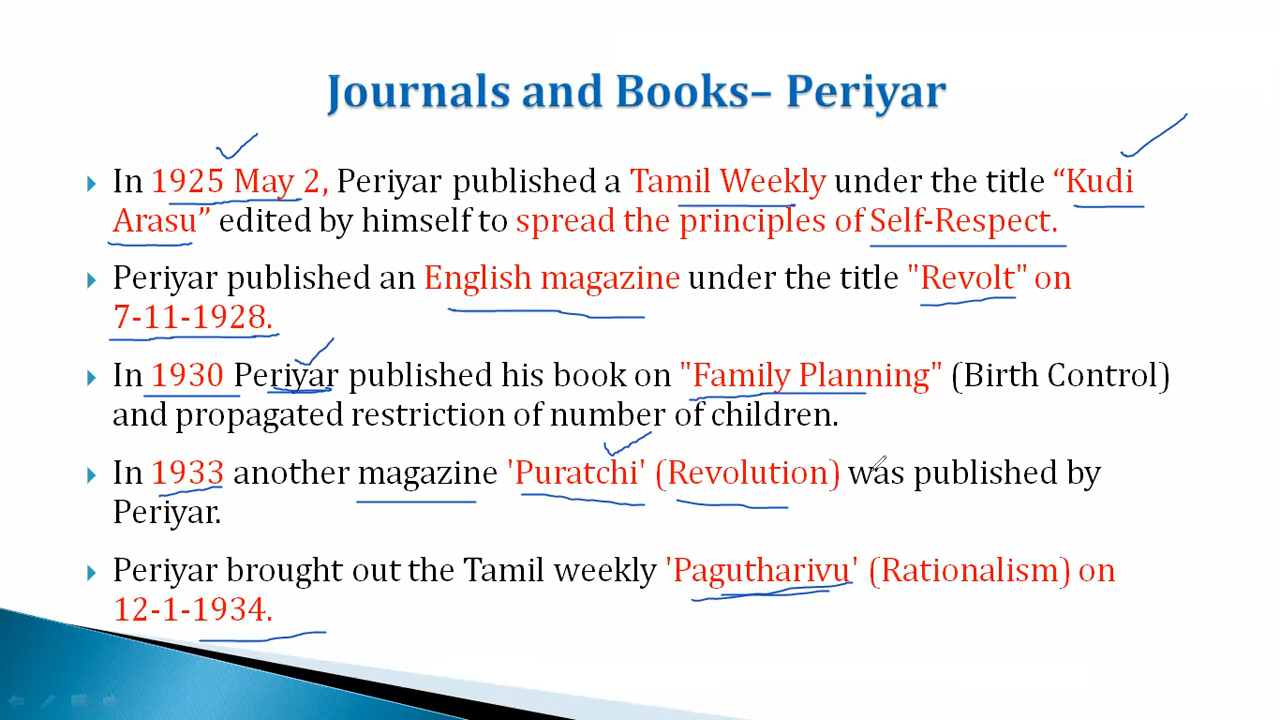 Journals and Books– Periyar
In 1925 May 2, Periyar published a Tamil Weekly under the title “Kudi
Arasu” edited by himself to spread the principles of Self-Respect.
Periyar published an English magazine under the title "Revolt" on
7-11-1928.
In 1930 Periyar published his book on "Family Planning" (Birth Control)
and propagated restriction of number of children.
In 1933 another magazine 'Puratchi' (Revolution) was published by
Periyar.
Periyar brought out the Tamil weekly 'Pagutharivu' (Rationalism) on
12-1-1934.